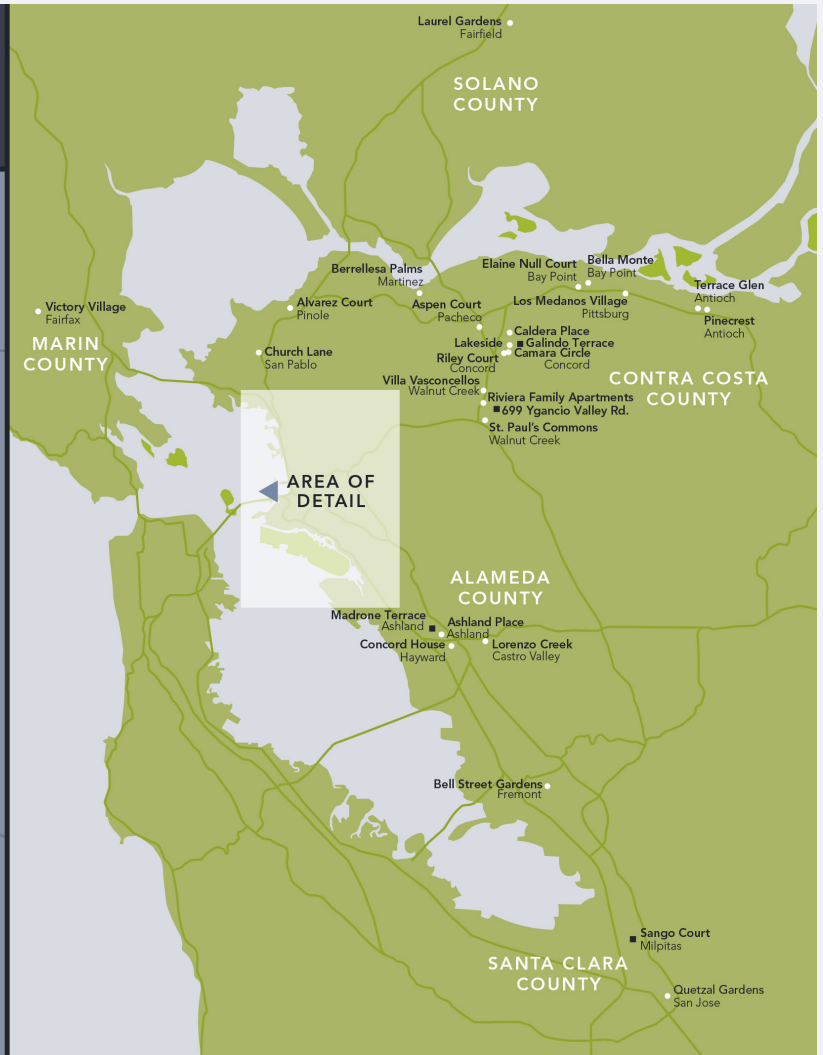 Laurel Gardens
Fairfield
SOLANO
COUNTY
Berrellesa Palms
Martinez
Elaine Null Court
Bay Point
Bella Monte
Bay Point
Terrace Glen
Antioch
Victory Village
Fairfax
Alvarez Court
Pinole
Aspen Court
Pacheco
Los Medanos Village
Pittsburg
Pinecrest
Antioch
MARIN
COUNTY
Church Lane
San Pablo
Caldera Place
Lakeside
Galindo Terrace
Riley Court
Concord
Camara Circle
Concord
CONTRA COSTA
COUNTY
Villa Vasconcellos
Walnut Creek
Riviera Family Apartments
699 Ygancio Valley Rd.
St. Paul's Commons
Walnut Creek
AREA OF
DETAIL
ALAMEDA
COUNTY
Madrone Terrace
Ashland
Ashland Place
Ashland
Concord House
Hayward
Lorenzo Creek
Castro Valley
Bell Street Gardens
Fremont
Sango Court
Milpitas
SANTA CLARA
COUNTY
Quetzal Gardens
San Jose